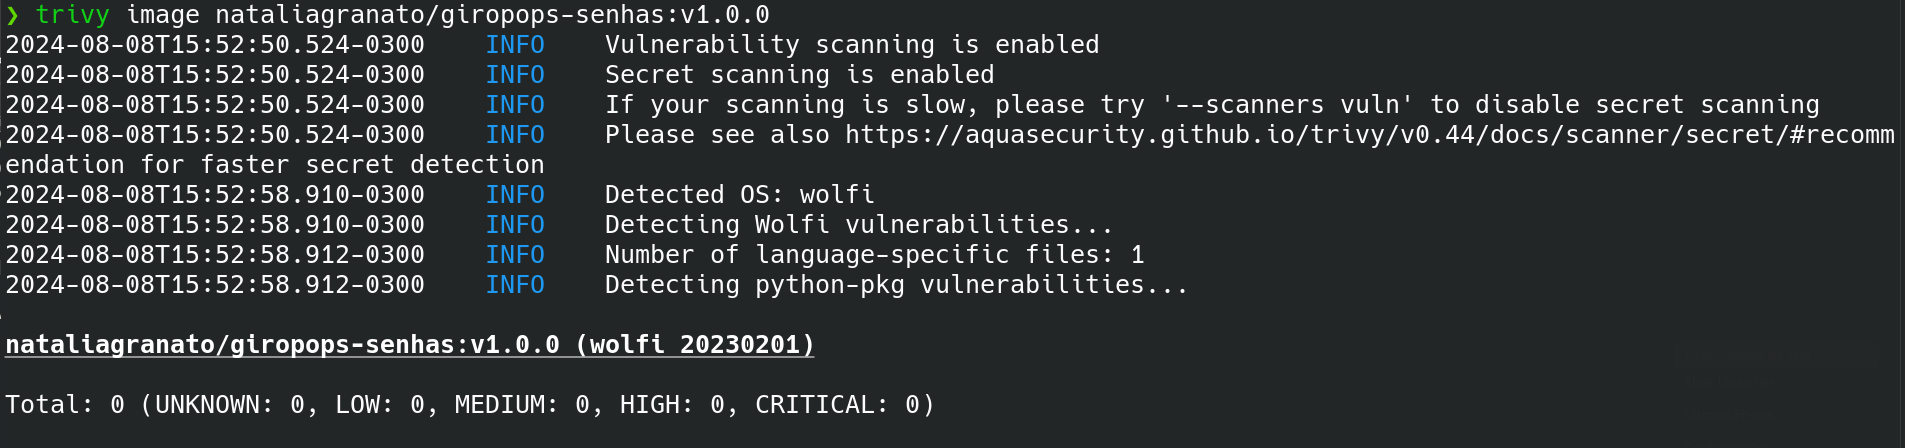 ❯ trivy image nataliagranato/giropops-senhas:v1.0.0
2024-08-08T15:52:50.524-0300 INFO Vulnerability scanning is enabled
2024-08-08T15:52:50.524-0300 INFO Secret scanning is enabled
2024-08-08T15:52:50.524-0300 INFO If your scanning is slow, please try '--scanners vuln' to disable secret scanning
2024-08-08T15:52:50.524-0300 INFO Please see also https://aquasecurity.github.io/trivy/v0.44/docs/scanner/secret/#recomm
endation for faster secret detection
2024-08-08T15:52:58.910-0300 INFO Detected OS: wolfi
2024-08-08T15:52:58.910-0300 INFO Detecting Wolfi vulnerabilities...
2024-08-08T15:52:58.912-0300 INFO Number of language-specific files: 1
2024-08-08T15:52:58.912-0300 INFO Detecting python-pkg vulnerabilities...
nataliagranato/giropops-senhas:v1.0.0 (wolfi 20230201)
Total: 0 (UNKNOWN: 0, LOW: 0, MEDIUM: 0, HIGH: 0, CRITICAL: 0)